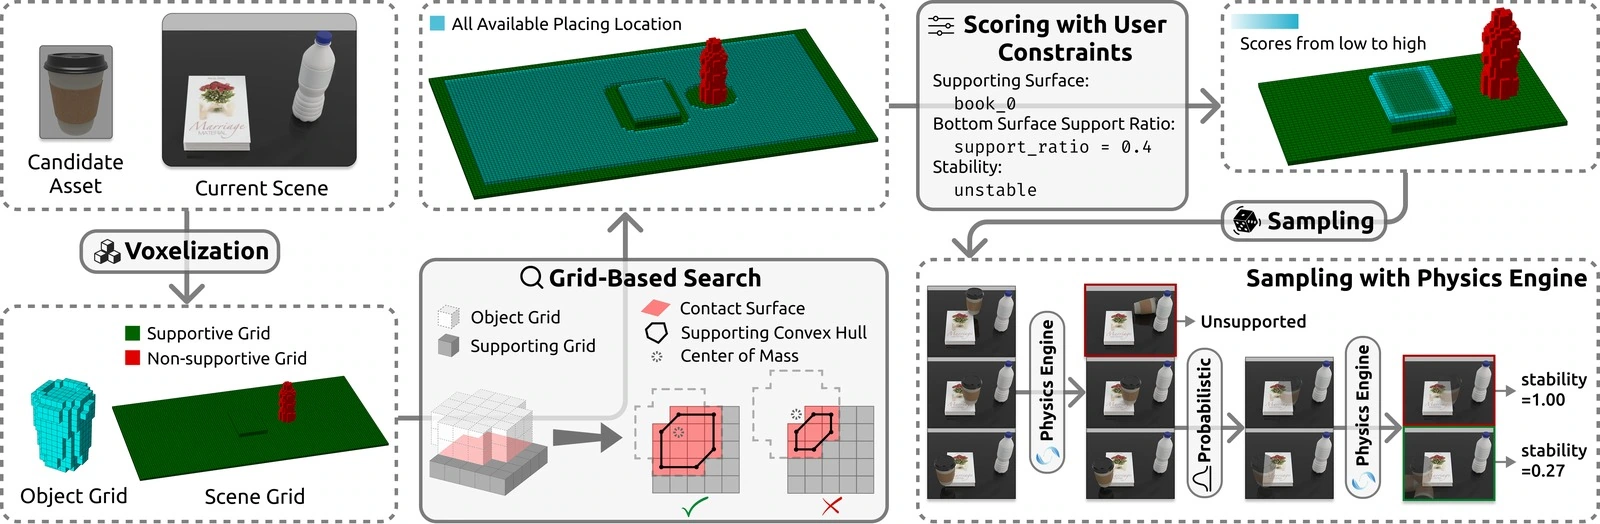 Candidate
Asset
Current Scene
Voxelization
Supportive Grid
Non-supportive Grid
Object Grid
Scene Grid
All Available Placing Location
Grid-Based Search
Object Grid
Supporting Grid
Contact Surface
Supporting Convex Hull
Center of Mass
Scoring with User
Constraints
Supporting Surface:
book_0
Bottom Surface Support Ratio:
support_ratio = 0.4
Stability:
unstable
Scores from low to high
Sampling
Sampling with Physics Engine
Physics Engine
Unsupported
Probabilistic
Physics Engine
stability
=1.00
stability
=0.27
Marriage